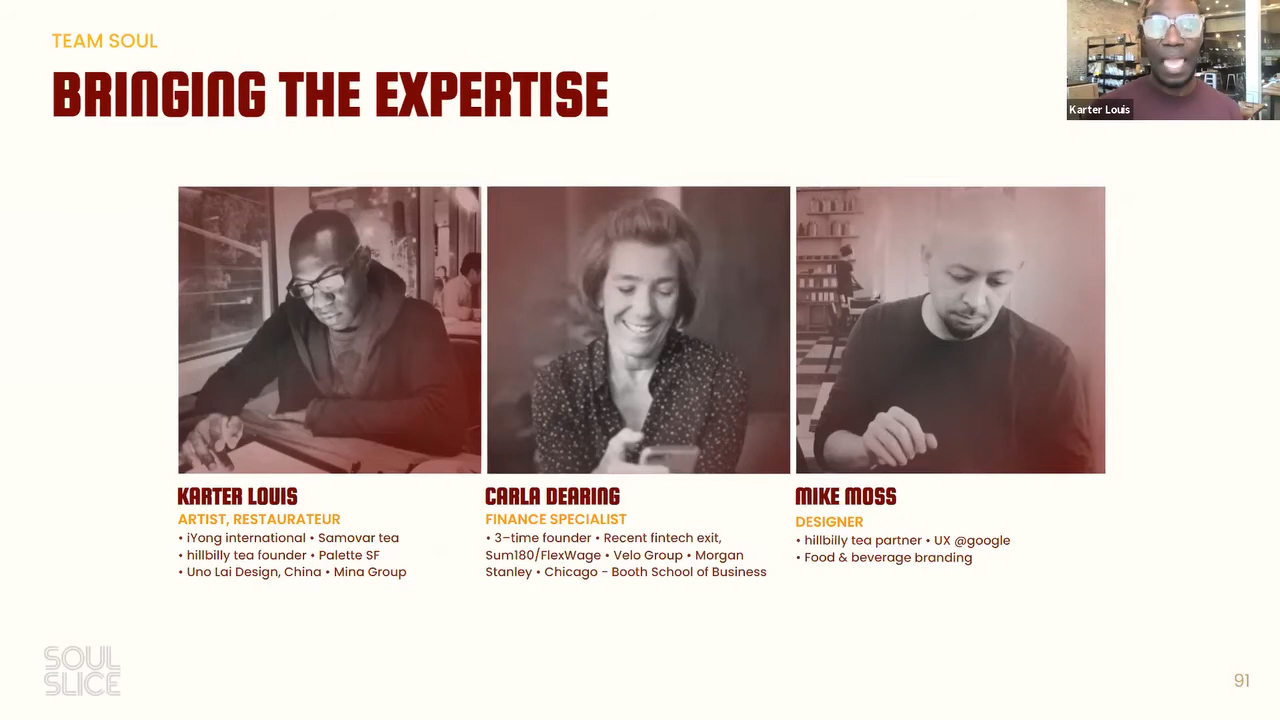 TEAM SOUL
BRINGING THE EXPERTISE
Karter Louis
KARTER LOUIS
ARTIST, RESTAURATEUR
• iYong international • Samovar tea
• hillbilly tea founder • Palette SF
• Uno Lai Design, China • Mina Group
CARLA DEARING
FINANCE SPECIALIST
• 3-time founder • Recent fintech exit,
Sum180/FlexWage • Velo Group • Morgan
Stanley • Chicago - Booth School of Business
MIKE MOSS
DESIGNER
• hillbilly tea partner • UX @google
• Food & beverage branding
SOUL
SLICE
91